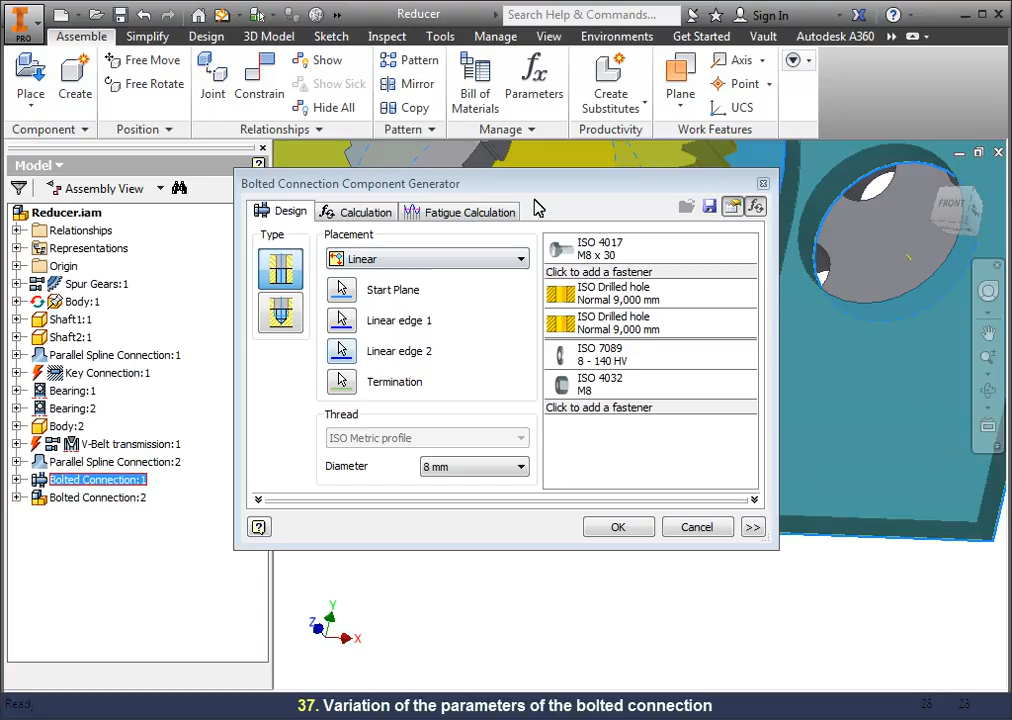 PRO
Reducer
Search Help & Commands...
Sign In
Assemble
Simplify
Design
3D Model
Sketch
Inspect
Tools
Manage
View
Environments
Get Started
Vault
Autodesk A360
Place
Create
Free Move
Free Rotate
Joint
Constrain
Show
Show Sick
Hide All
Pattern
Mirror
Copy
Bill of
Materials
Parameters
Create
Substitutes
Plane
Axis
Point
UCS
Component
Position
Relationships
Pattern
Manage
Productivity
Work Features
Model
Assembly View
Reducer.iam
Relationships
Representations
Origin
Spur Gears:1
Body:1
Shaft1:1
Shaft2:1
Parallel Spline Connection:1
Key Connection:1
Bearing:1
Bearing:2
Body:2
V-Belt transmission:1
Parallel Spline Connection:2
Bolted Connection:1
Bolted Connection:2
Bolted Connection Component Generator
Design
Calculation
Fatigue Calculation
Type
Placement
Linear
Start Plane
Linear edge 1
Linear edge 2
Termination
Thread
ISO Metric profile
Diameter
8 mm
ISO 4017
M8 x 30
Click to add a fastener
ISO Drilled hole
Normal 9,000 mm
ISO Drilled hole
Normal 9,000 mm
ISO 7089
8 - 140 HV
ISO 4032
M8
Click to add a fastener
OK
Cancel
>>
FRONT
Y
Z
X
Ready
37. Variation of the parameters of the bolted connection
28
28